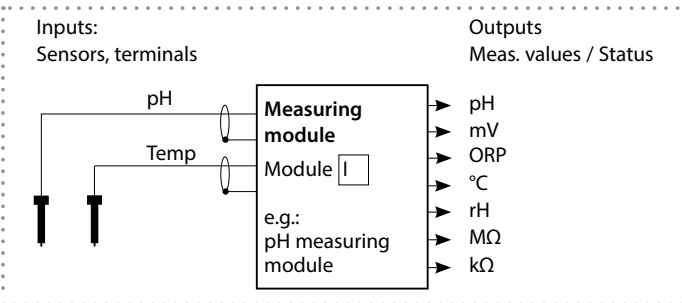 Inputs:
Sensors, terminals
Outputs
Meas. values / Status
pH
Temp
Measuring
module
Module I
e.g.:
pH measuring
module
pH
mV
ORP
°C
rH
MΩ
kΩ